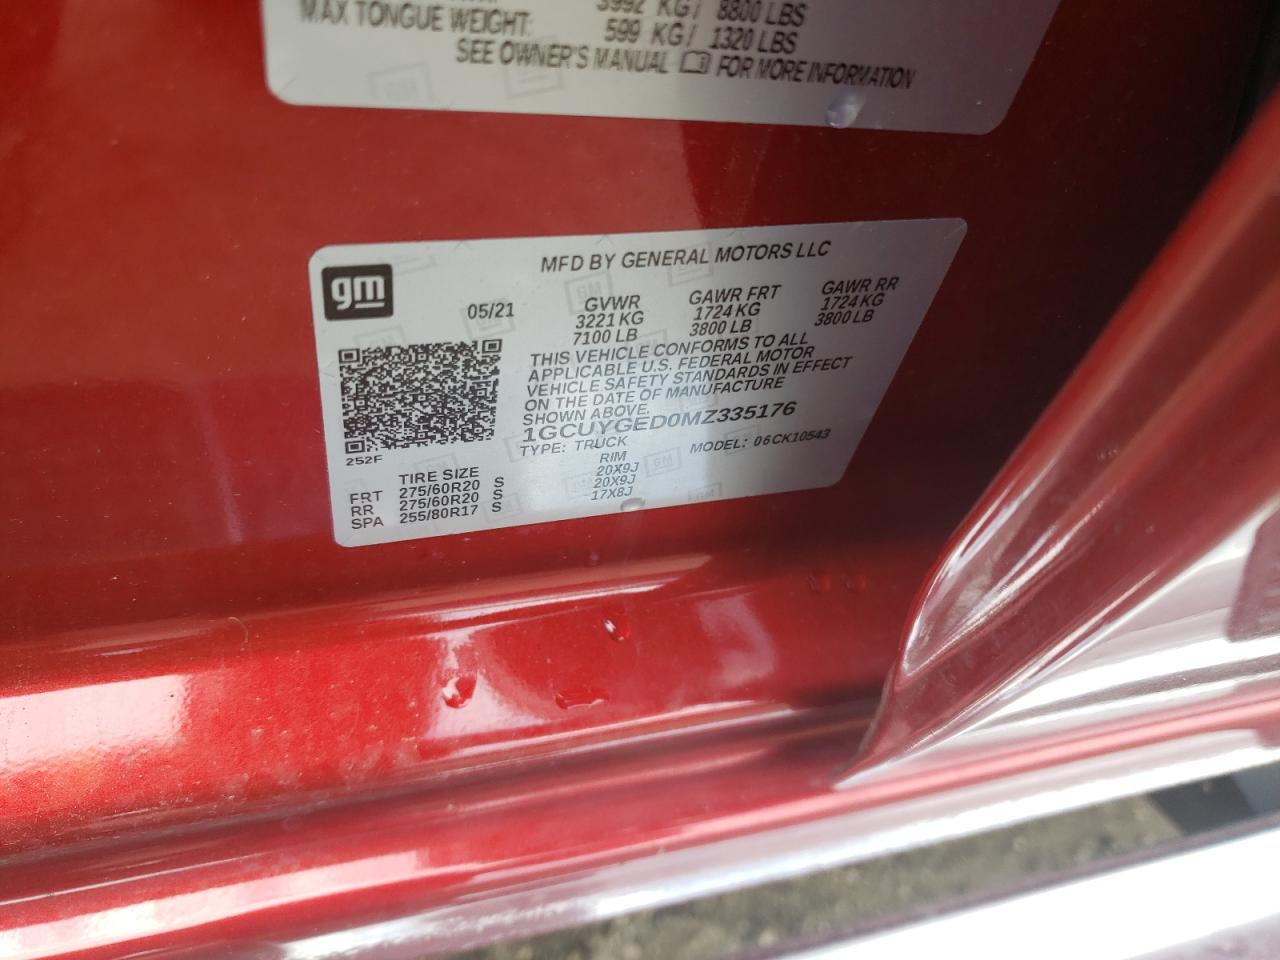 3992 KG/ 8800 LBS
MAX TONGUE WEIGHT: 599 KG/ 1320 LBS
SEE OWNER'S MANUAL FOR MORE INFORMATION
gm
MFD BY GENERAL MOTORS LLC
05/21 GVWR GAWR FRT GAWR RR
3221 KG 1724 KG 1724 KG
7100 LB 3800 LB 3800 LB
THIS VEHICLE CONFORMS TO ALL
APPLICABLE U.S. FEDERAL MOTOR
VEHICLE SAFETY STANDARDS IN EFFECT
ON THE DATE OF MANUFACTURE
SHOWN ABOVE.
1GCUYGED0MZ335176
TYPE: TRUCK MODEL: 06CK10543
252F
TIRE SIZE RIM
FRT 275/60R20 S 20X9J
RR 275/60R20 S 20X9J
SPA 255/80R17 S 17X8J